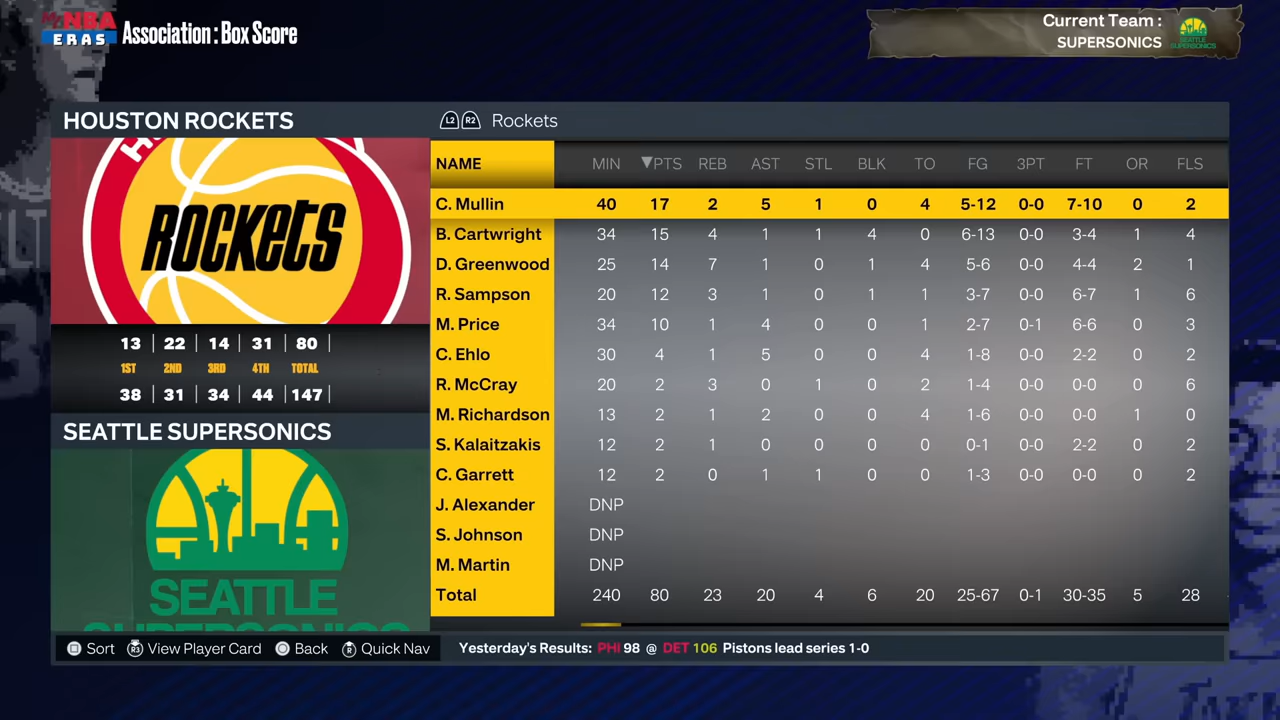 MyNBA ERAS Association : Box Score
Current Team :
SUPERSONICS
SEATTLE
SUPERSONICS
HOUSTON ROCKETS
ROCKETS
13 22 14 31 80
1ST 2ND 3RD 4TH TOTAL
38 31 34 44 147
SEATTLE SUPERSONICS
SEATTLE
SUPERSONICS
L2 R2 Rockets
NAME MIN ▼PTS REB AST STL BLK TO FG 3PT FT OR FLS
C. Mullin 40 17 2 5 1 0 4 5-12 0-0 7-10 0 2
B. Cartwright 34 15 4 1 1 4 0 6-13 0-0 3-4 1 4
D. Greenwood 25 14 7 1 0 1 4 5-6 0-0 4-4 2 1
R. Sampson 20 12 3 1 0 1 1 3-7 0-0 6-7 1 6
M. Price 34 10 1 4 0 0 1 2-7 0-1 6-6 0 3
C. Ehlo 30 4 1 5 0 0 4 1-8 0-0 2-2 0 2
R. McCray 20 2 3 0 1 0 2 1-4 0-0 0-0 0 6
M. Richardson 13 2 1 2 0 0 4 1-6 0-0 0-0 1 0
S. Kalaitzakis 12 2 1 0 0 0 0 0-1 0-0 2-2 0 2
C. Garrett 12 2 0 1 1 0 0 1-3 0-0 0-0 0 2
J. Alexander DNP
S. Johnson DNP
M. Martin DNP
Total 240 80 23 20 4 6 20 25-67 0-1 30-35 5 28
Sort R3 View Player Card Back R Quick Nav
Yesterday's Results: PHI 98 @ DET 106 Pistons lead series 1-0